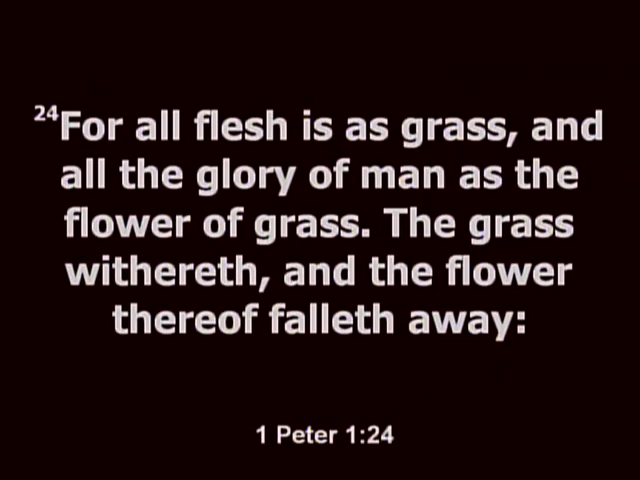 24For all flesh is as grass, and
all the glory of man as the
flower of grass. The grass
withereth, and the flower
thereof falleth away:
1 Peter 1:24